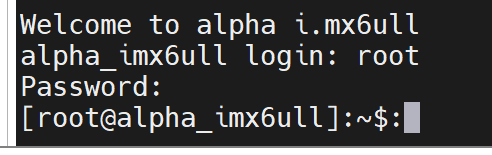 Welcome to alpha i.mx6ull
alpha_imx6ull login: root
Password:
[root@alpha_imx6ull]:~$: